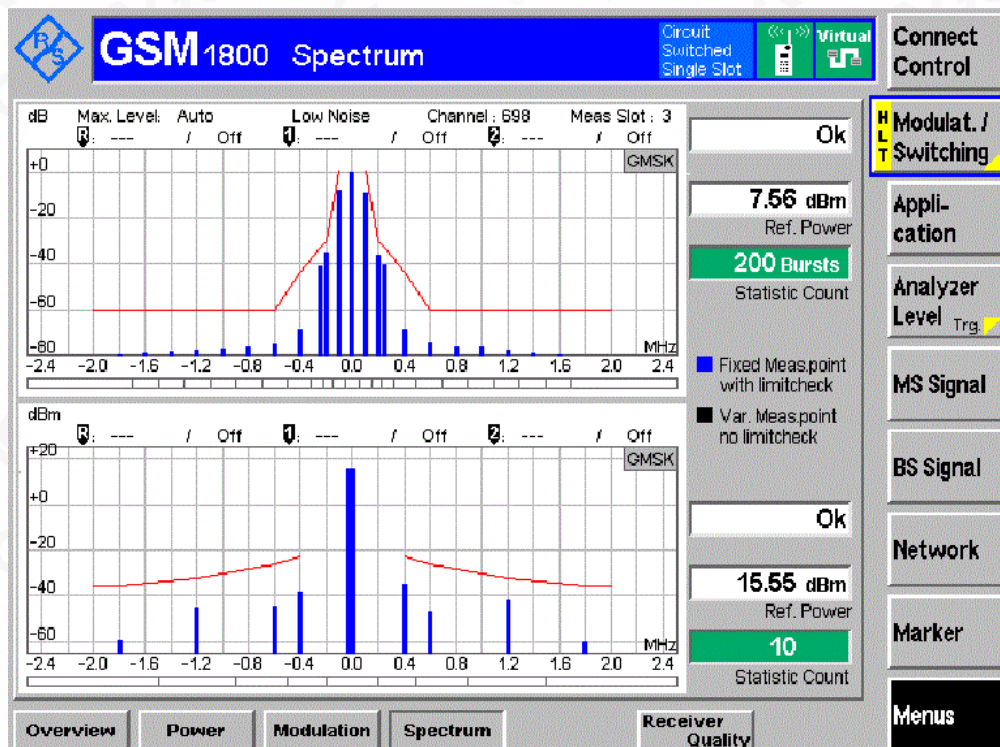 R/S
GSM 1800 Spectrum
Circuit
Switched
Single Slot
Virtual
Connect
Control
dB Max. Level: Auto Low Noise Channel : 698 Meas Slot : 3
R: --- / Off 1: --- / Off 2: --- / Off
GMSK
+0
-20
-40
-60
-80
MHz
-2.4 -2.0 -1.6 -1.2 -0.8 -0.4 0.0 0.4 0.8 1.2 1.6 2.0 2.4
Ok
7.56 dBm
Ref. Power
200 Bursts
Statistic Count
Fixed Meas.point
with limitcheck
Var. Meas.point
no limitcheck
dBm
R: --- / Off 1: --- / Off 2: --- / Off
GMSK
+20
+0
-20
-40
-60
MHz
-2.4 -2.0 -1.6 -1.2 -0.8 -0.4 0.0 0.4 0.8 1.2 1.6 2.0 2.4
Ok
15.55 dBm
Ref. Power
10
Statistic Count
HLT
Modulat. /
Switching
Appli-
cation
Analyzer
Level Trg.
MS Signal
BS Signal
Network
Marker
Menus
Overview Power Modulation Spectrum Receiver
Quality